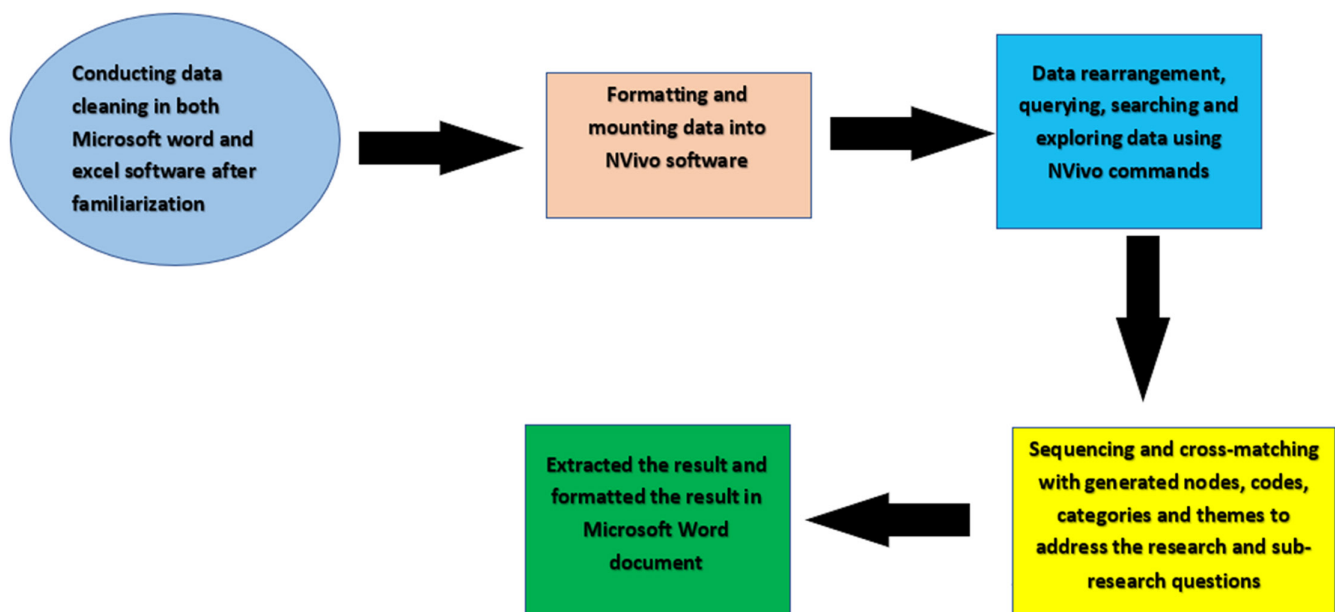 Conducting data
cleaning in both
Microsoft word and
excel software after
familiarization
Formatting and
mounting data into
NVivo software
Data rearrangement,
querying, searching and
exploring data using
NVivo commands
Sequencing and cross-matching
with generated nodes, codes,
categories and themes to
address the research and sub-
research questions
Extracted the result and
formatted the result in
Microsoft Word
document